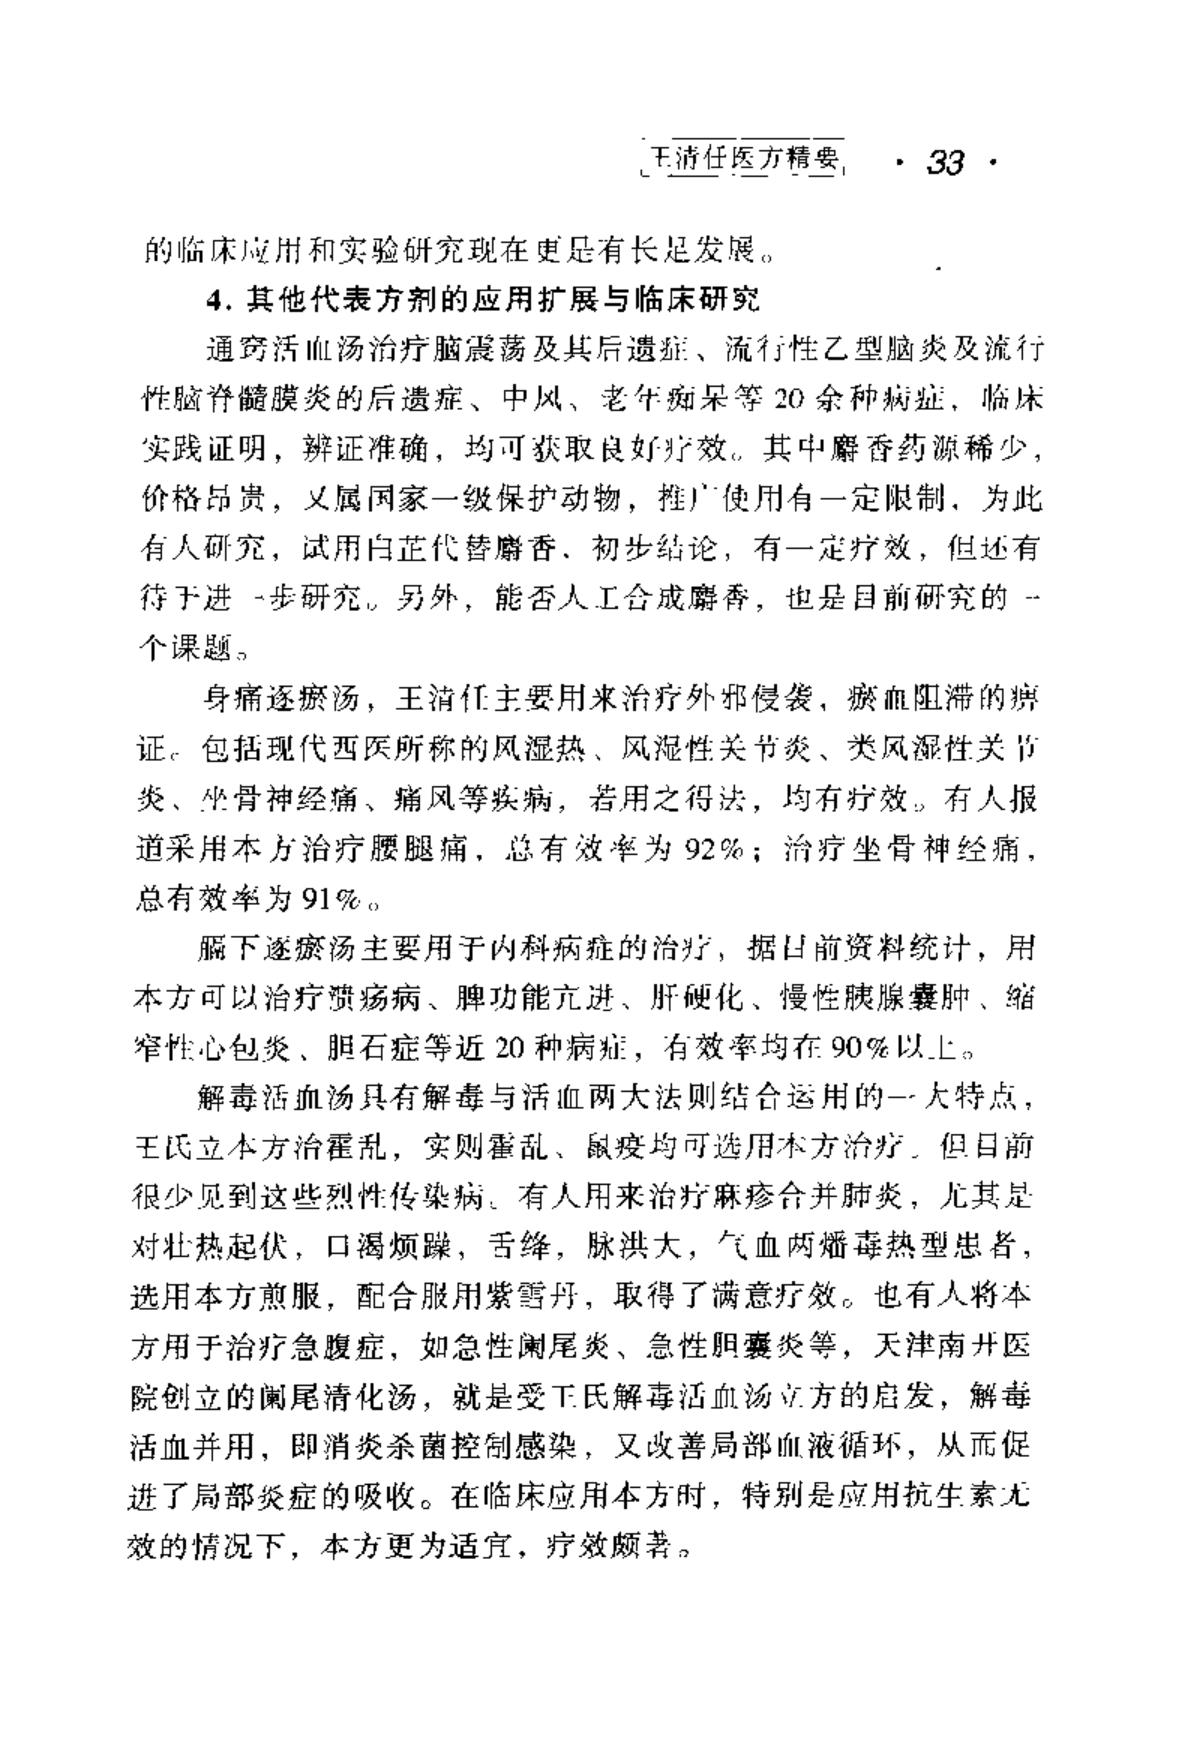 王清任医方精要 · 33 ·
的临床应用和实验研究现在更是有长足发展。
4. 其他代表方剂的应用扩展与临床研究
通窍活血汤治疗脑震荡及其后遗症、流行性乙型脑炎及流行
性脑脊髓膜炎的后遗症、中风、老年痴呆等 20 余种病症，临床
实践证明，辨证准确，均可获取良好疗效。其中麝香药源稀少，
价格昂贵，又属国家一级保护动物，推广使用有一定限制，为此
有人研究，试用白芷代替麝香，初步结论，有一定疗效，但还有
待于进一步研究。另外，能否人工合成麝香，也是目前研究的一
个课题。
身痛逐瘀汤，王清任主要用来治疗外邪侵袭，瘀血阻滞的痹
证。包括现代西医所称的风湿热、风湿性关节炎、类风湿性关节
炎、坐骨神经痛、痛风等疾病，若用之得法，均有疗效。有人报
道采用本方治疗腰腿痛，总有效率为 92%；治疗坐骨神经痛，
总有效率为 91%。
膈下逐瘀汤主要用于内科病症的治疗，据目前资料统计，用
本方可以治疗溃疡病、脾功能亢进、肝硬化、慢性胰腺囊肿、缩
窄性心包炎、胆石症等近 20 种病症，有效率均在 90%以上。
解毒活血汤具有解毒与活血两大法则结合运用的一大特点，
王氏立本方治霍乱，实则霍乱、鼠疫均可选用本方治疗。但目前
很少见到这些烈性传染病。有人用来治疗麻疹合并肺炎，尤其是
对壮热起伏，口渴烦躁，舌绛，脉洪大，气血两燔毒热型患者，
选用本方煎服，配合服用紫雪丹，取得了满意疗效。也有人将本
方用于治疗急腹症，如急性阑尾炎、急性胆囊炎等，天津南开医
院创立的阑尾清化汤，就是受王氏解毒活血汤立方的启发，解毒
活血并用，即消炎杀菌控制感染，又改善局部血液循环，从而促
进了局部炎症的吸收。在临床应用本方时，特别是应用抗生素无
效的情况下，本方更为适宜，疗效颇著。